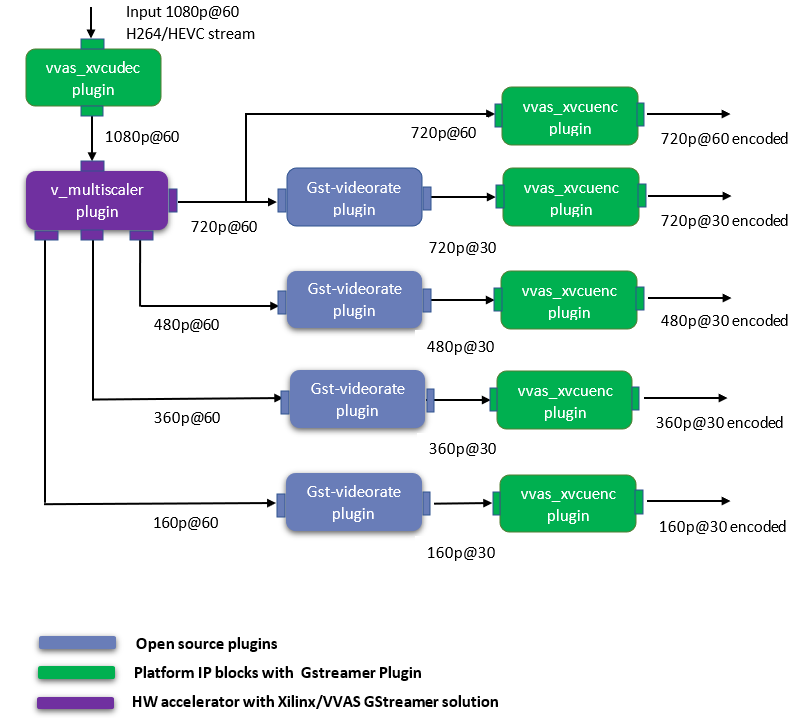 Input 1080p@60
H264/HEVC stream
vvas_xvcudec
plugin
1080p@60
v_multiscaler
plugin
720p@60
720p@60
vvas_xvcuenc
plugin
720p@60 encoded
Gst-videorate
plugin
720p@30
vvas_xvcuenc
plugin
720p@30 encoded
480p@60
Gst-videorate
plugin
480p@30
vvas_xvcuenc
plugin
480p@30 encoded
360p@60
Gst-videorate
plugin
360p@30
vvas_xvcuenc
plugin
360p@30 encoded
160p@60
Gst-videorate
plugin
160p@30
vvas_xvcuenc
plugin
160p@30 encoded
Open source plugins
Platform IP blocks with Gstreamer Plugin
HW accelerator with Xilinx/VVAS GStreamer solution